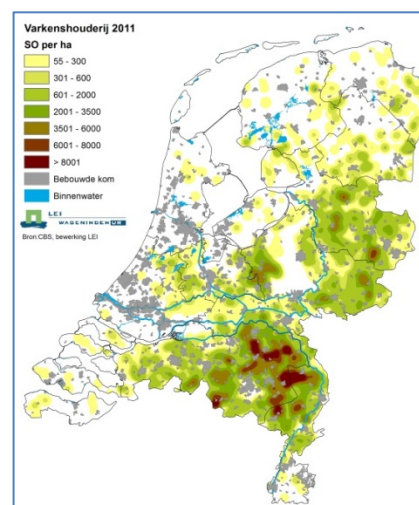 Varkenshouderij 2011
SO per ha
55 - 300
301 - 600
601 - 2000
2001 - 3500
3501 - 6000
6001 - 8000
> 8001
Bebouwde kom
Binnenwater
LEI
WAGENINGEN UR
Bron:CBS, bewerking LEI